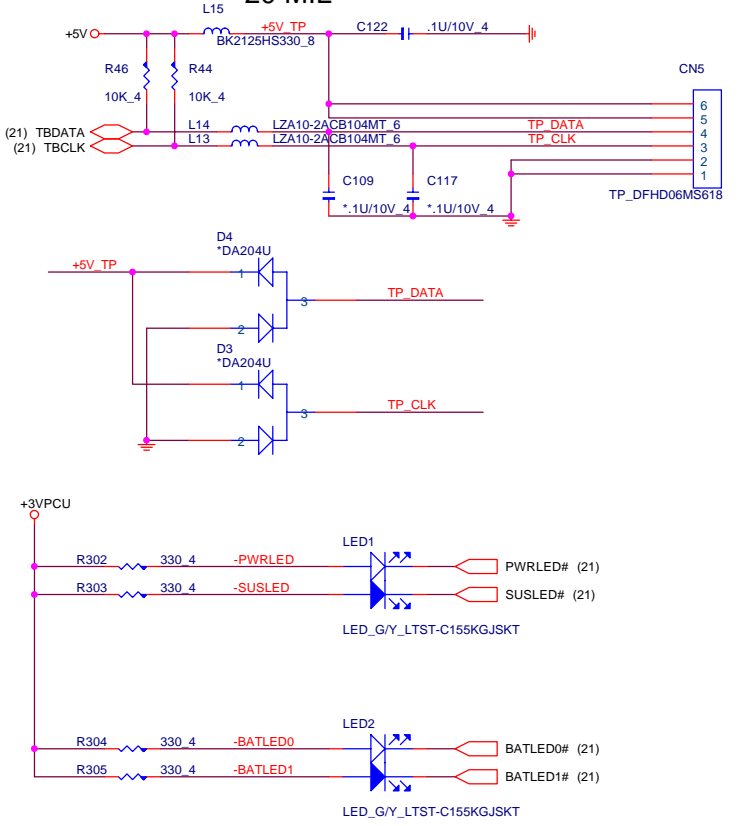 L15
+5V
+5V_TP
C122
.1U/10V_4
BK2125HS330_8
R46
R44
CN5
10K_4
10K_4
6
5
(21) TBDATA
L14
LZA10-2ACB104MT_6
TP_DATA
4
(21) TBCLK
L13
LZA10-2ACB104MT_6
TP_CLK
3
2
1
C109
C117
TP_DFHD06MS618
*.1U/10V_4
*.1U/10V_4
D4
*DA204U
+5V_TP
1
3
TP_DATA
2
D3
*DA204U
1
3
TP_CLK
2
+3VPCU
LED1
R302
330_4
-PWRLED
PWRLED# (21)
R303
330_4
-SUSLED
SUSLED# (21)
LED_G/Y_LTST-C155KGJSKT
LED2
R304
330_4
-BATLED0
BATLED0# (21)
R305
330_4
-BATLED1
BATLED1# (21)
LED_G/Y_LTST-C155KGJSKT